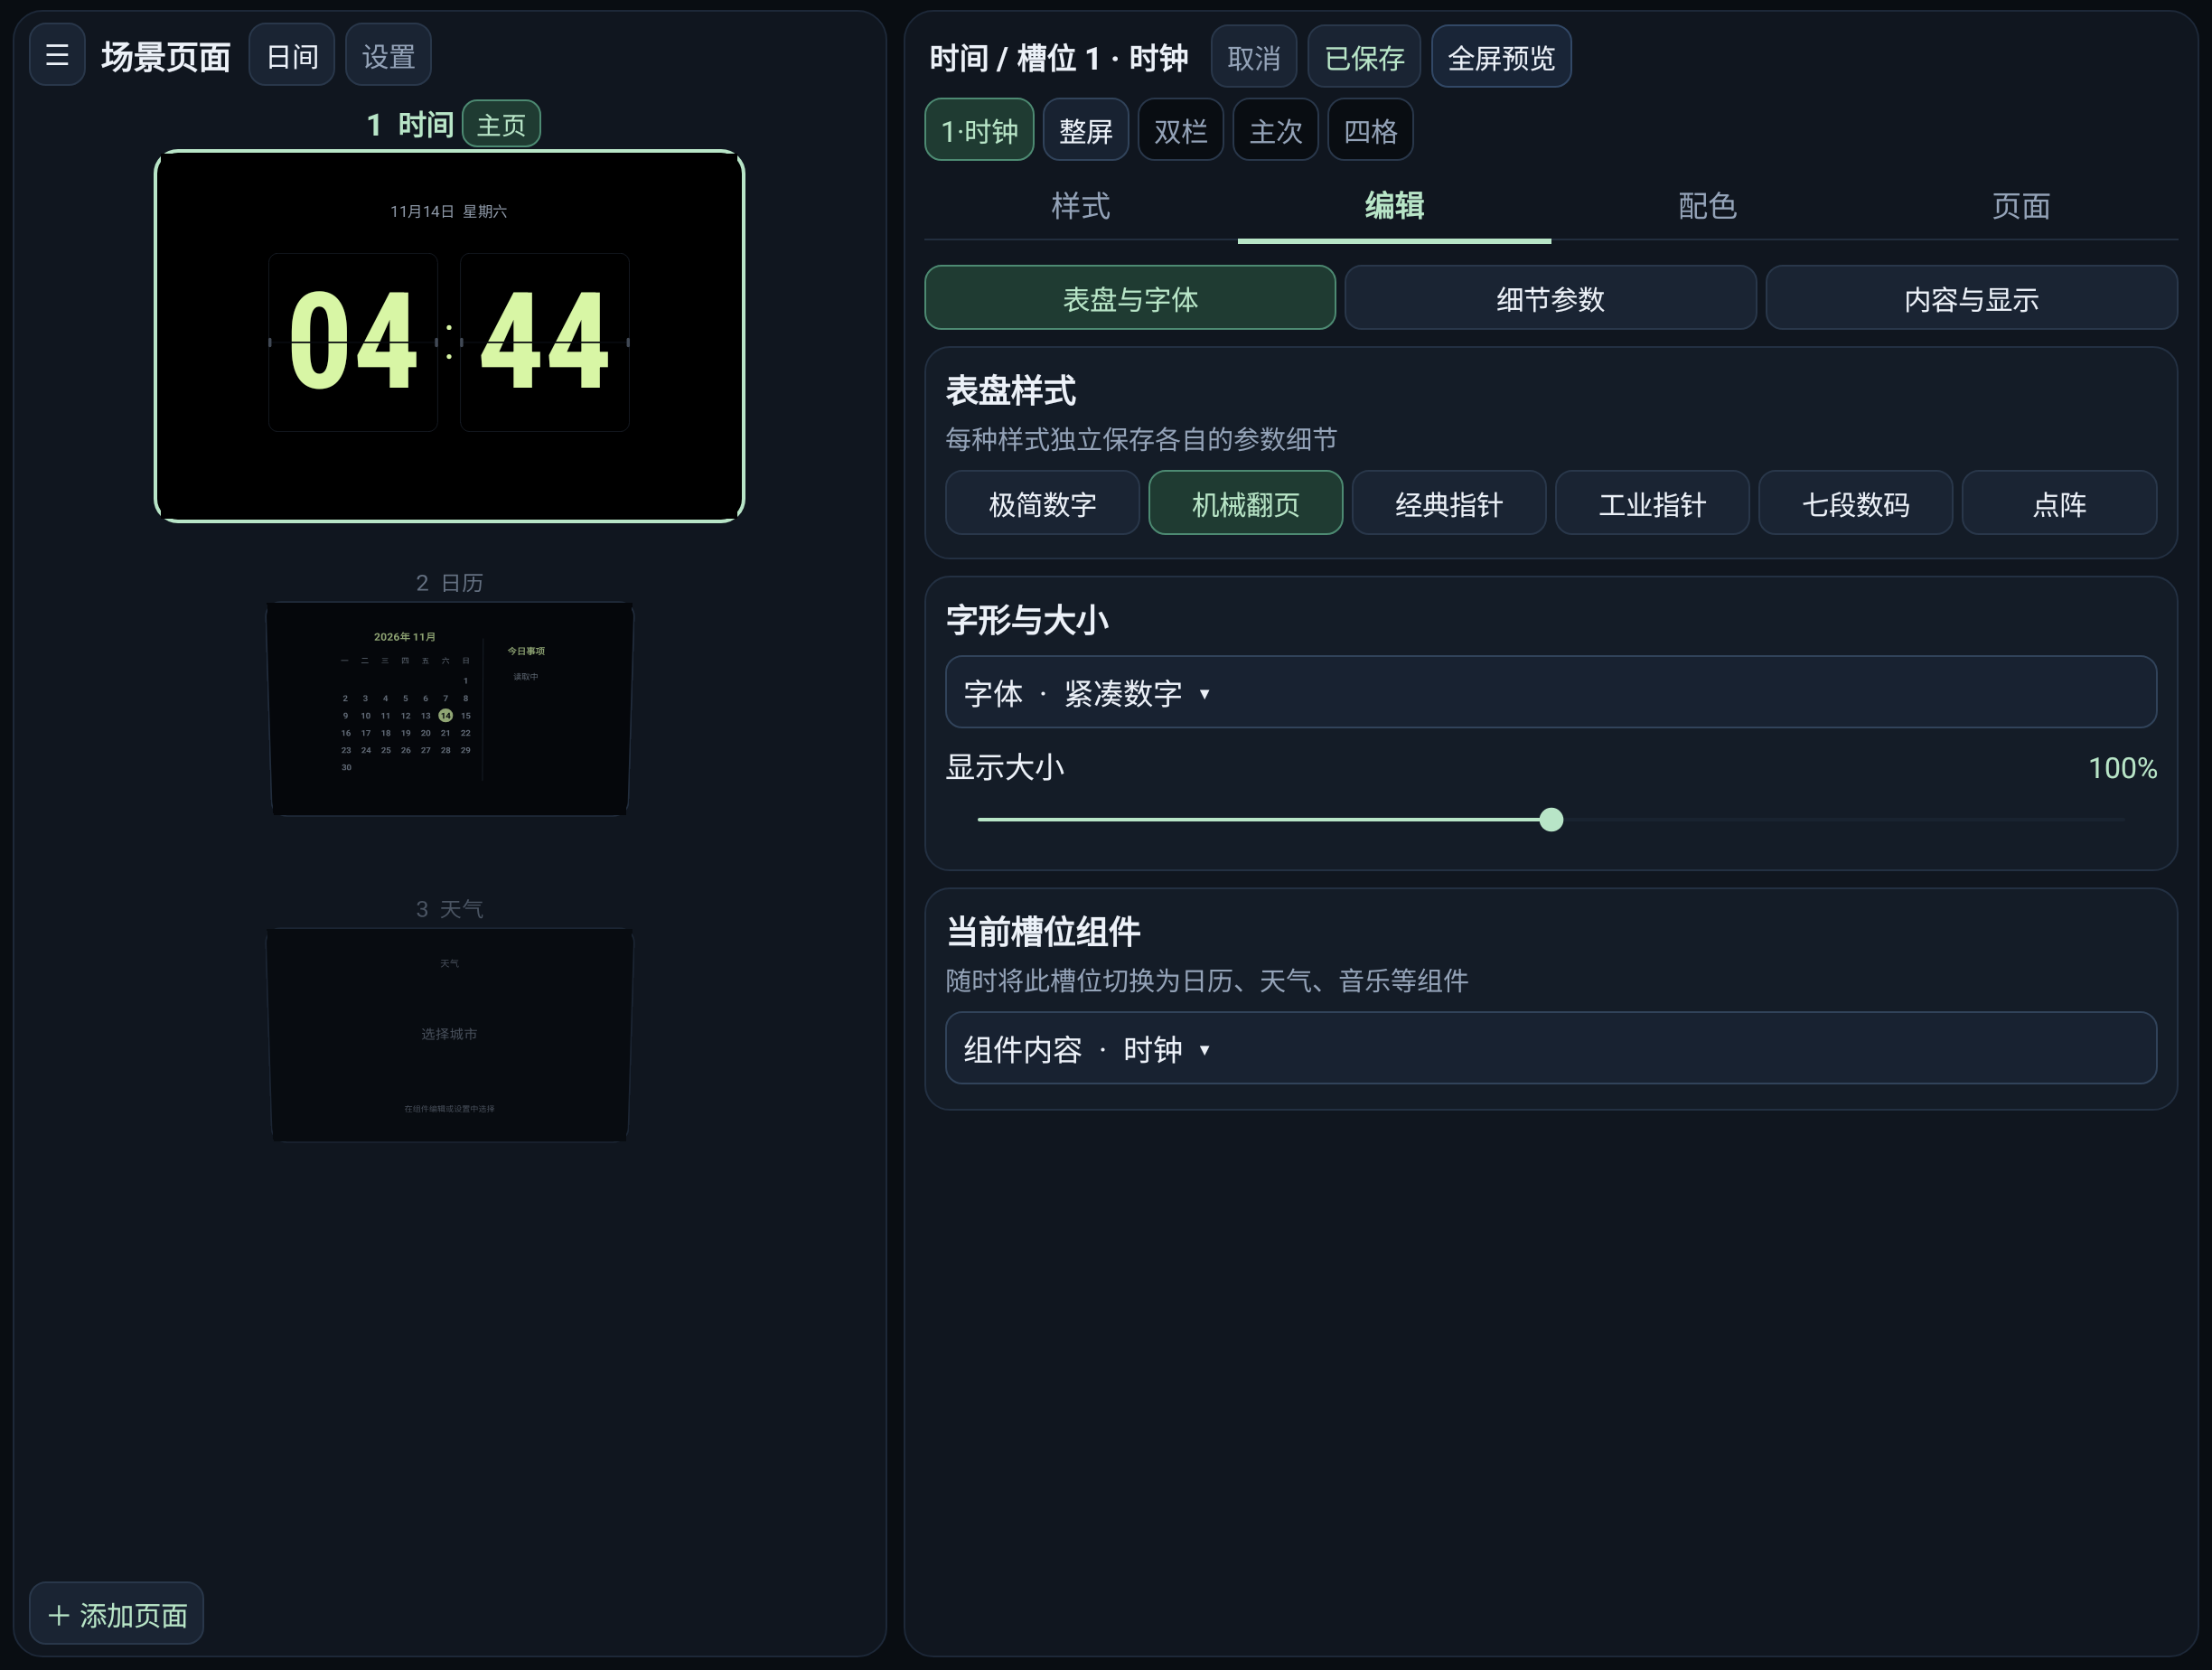 ☰ 场景页面 日间 设置
1 时间 主页
11月14日 星期六
04:44
2 日历
2026年 11月
一 二 三 四 五 六 日
1
2 3 4 5 6 7 8
9 10 11 12 13 14 15
16 17 18 19 20 21 22
23 24 25 26 27 28 29
30
今日事项
读取中
3 天气
天气
选择城市
在组件编辑或设置中选择
＋ 添加页面
时间 / 槽位 1 · 时钟 取消 已保存 全屏预览
1·时钟 整屏 双栏 主次 四格
样式 编辑 配色 页面
表盘与字体 细节参数 内容与显示
表盘样式
每种样式独立保存各自的参数细节
极简数字 机械翻页 经典指针 工业指针 七段数码 点阵
字形与大小
字体 · 紧凑数字 ▾
显示大小 100%
当前槽位组件
随时将此槽位切换为日历、天气、音乐等组件
组件内容 · 时钟 ▾